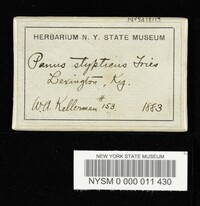 HERBARIUM N. Y. STATE MUSEUM
Panus stypticus Fries
Lexington, Ky.
W.A. Kellerman #153. 1883
NEW YORK STATE MUSEUM
NYSM 0 000 011 430